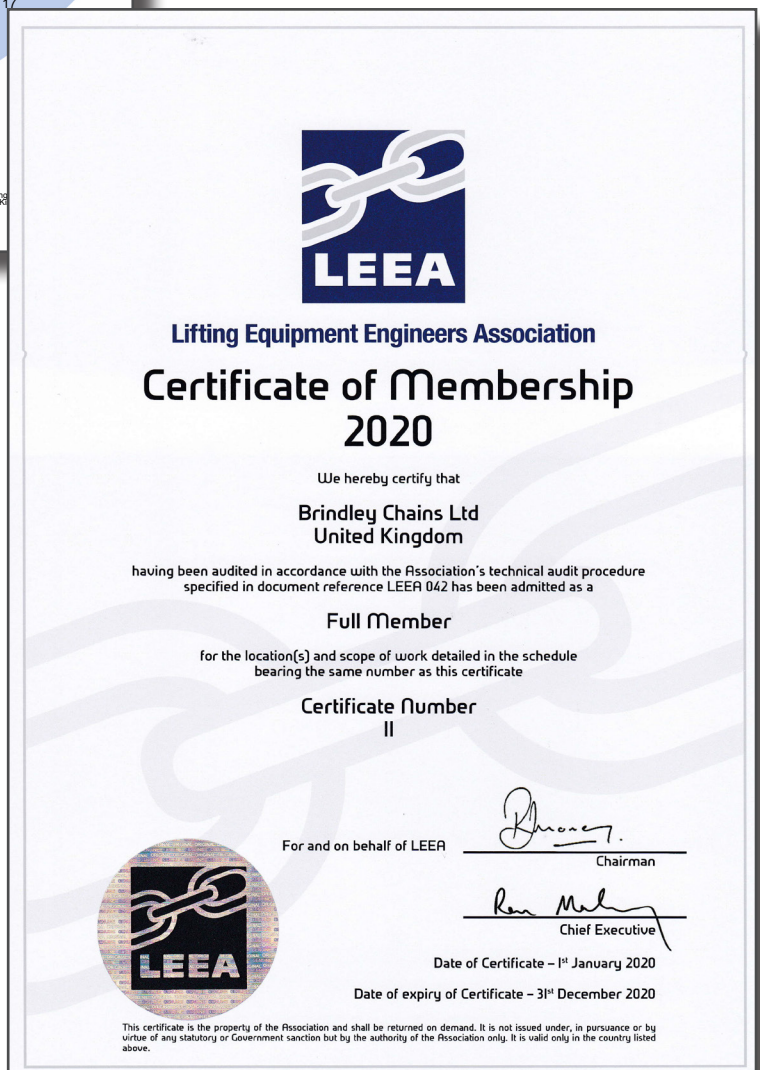 17
LEEA
Lifting Equipment Engineers Association
Certificate of Membership
2020
We hereby certify that
Brindley Chains Ltd
United Kingdom
having been audited in accordance with the Association's technical audit procedure
specified in document reference LEEA 042 has been admitted as a
Full Member
for the location(s) and scope of work detailed in the schedule
bearing the same number as this certificate
Certificate Number
11
For and on behalf of LEEA
Chairman
Chief Executive
LEEA
Date of Certificate – 1st January 2020
Date of expiry of Certificate – 31st December 2020
This certificate is the property of the Association and shall be returned on demand. It is not issued under, in pursuance or by
virtue of any statutory or Government sanction but by the authority of the Association only. It is valid only in the country listed
above.